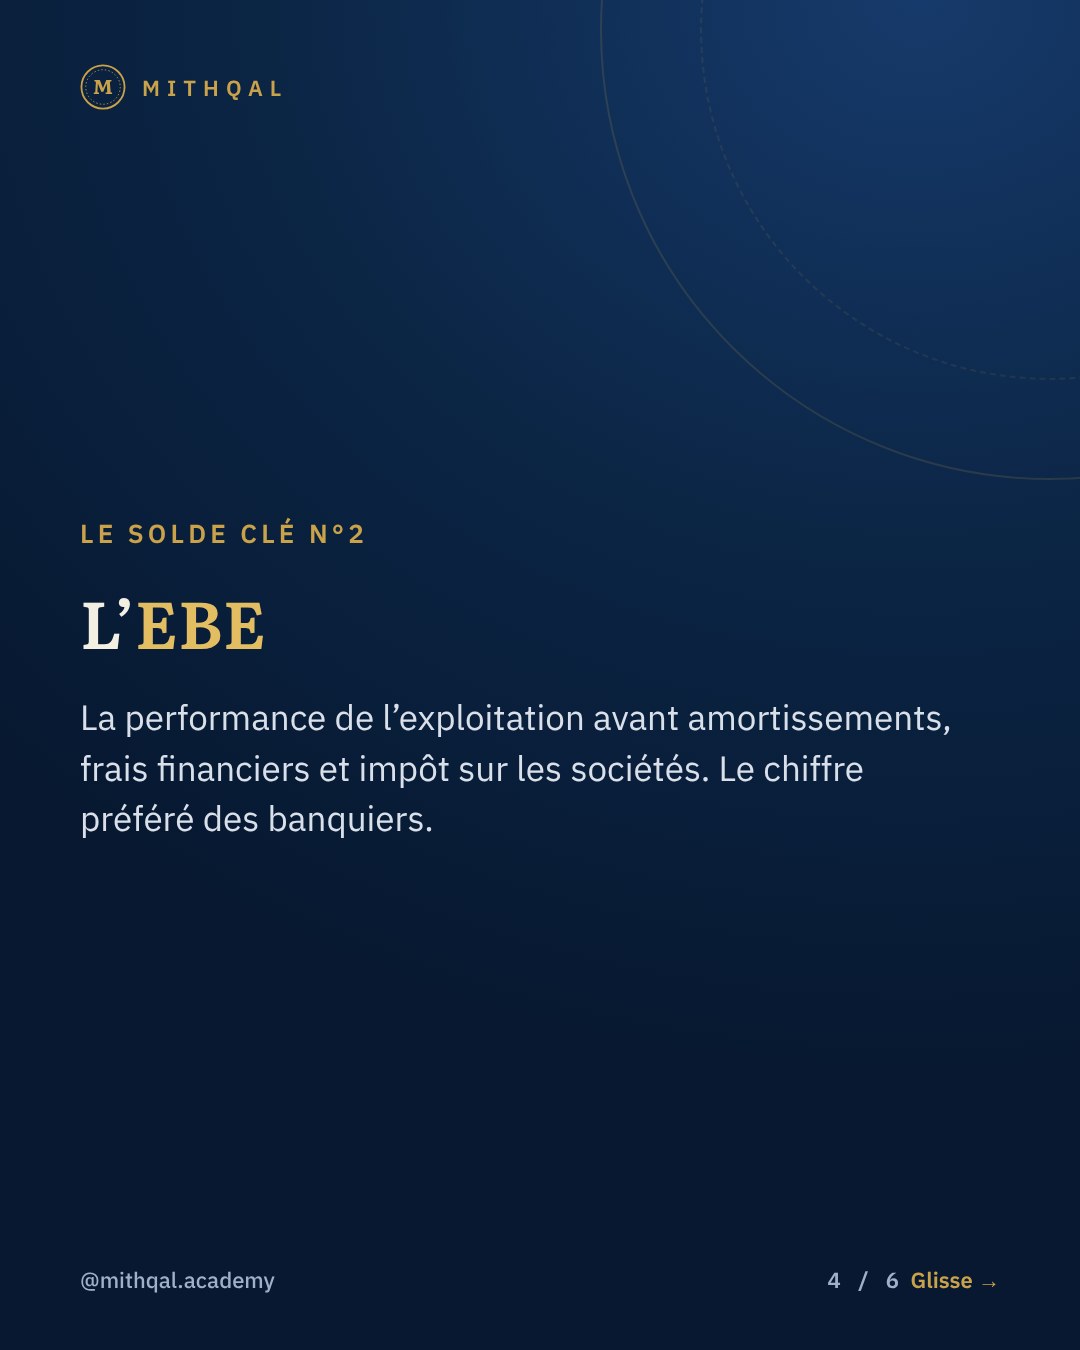 M
MITHQAL
LE SOLDE CLÉ N°2
L’EBE
La performance de l’exploitation avant amortissements,
frais financiers et impôt sur les sociétés. Le chiffre
préféré des banquiers.
@mithqal.academy
4 / 6 Glisse →